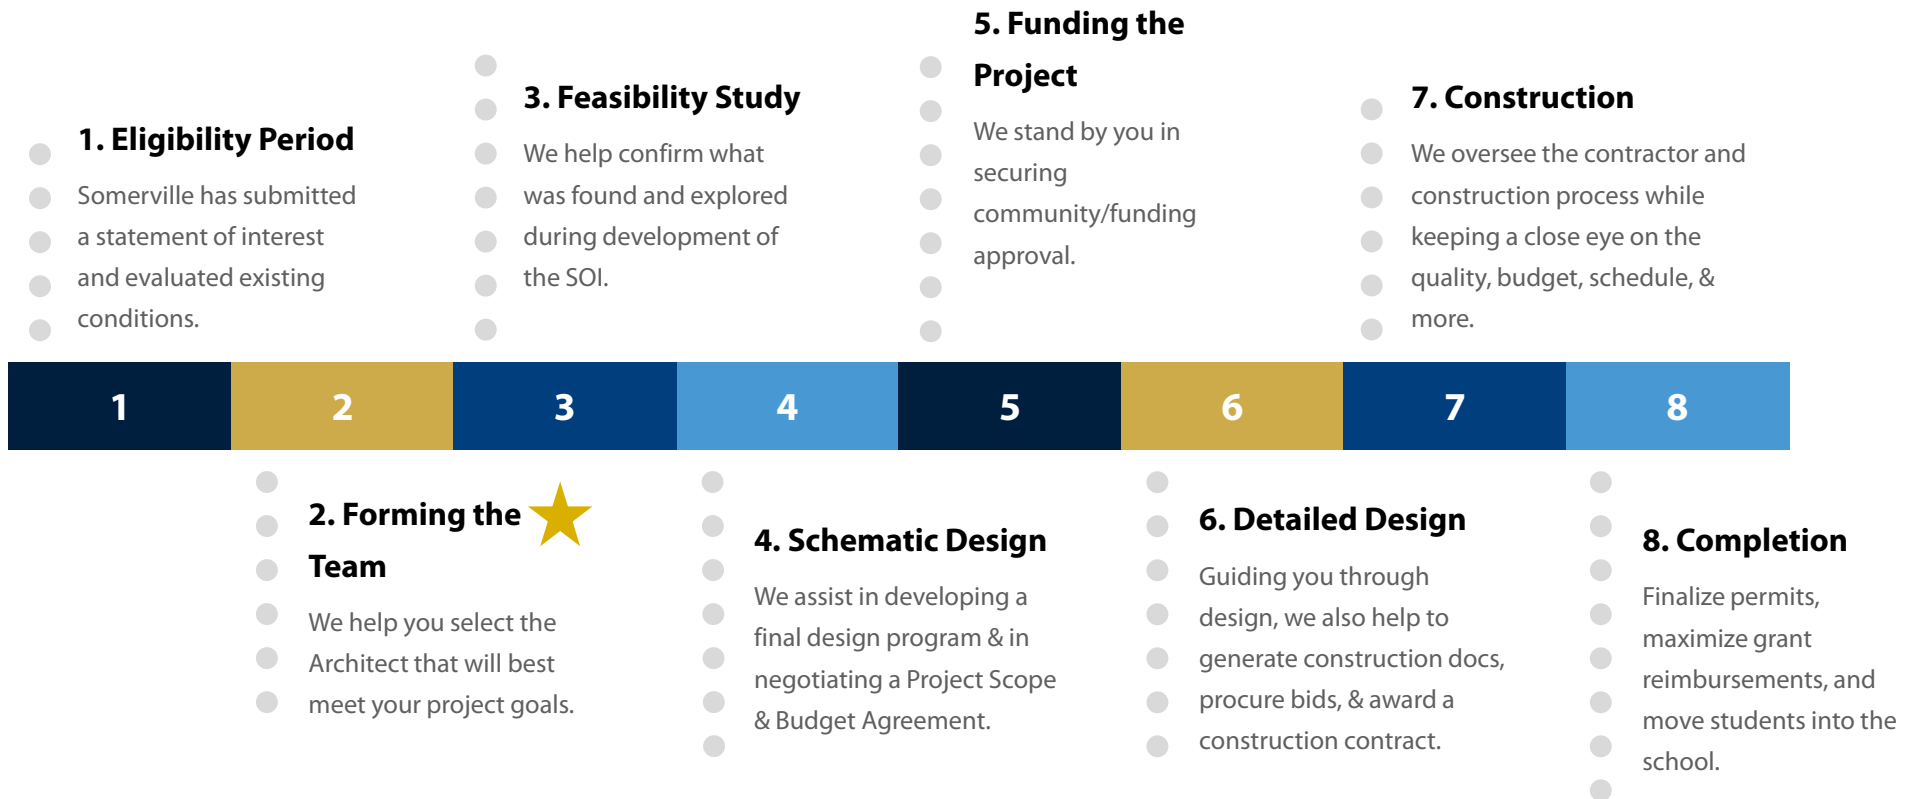 1. Eligibility Period
Somerville has submitted
a statement of interest
and evaluated existing
conditions.
3. Feasibility Study
We help confirm what
was found and explored
during development of
the SOI.
5. Funding the
Project
We stand by you in
securing
community/funding
approval.
7. Construction
We oversee the contractor and
construction process while
keeping a close eye on the
quality, budget, schedule, &
more.
1
2
3
4
5
6
7
8
2. Forming the
Team
We help you select the
Architect that will best
meet your project goals.
4. Schematic Design
We assist in developing a
final design program & in
negotiating a Project Scope
& Budget Agreement.
6. Detailed Design
Guiding you through
design, we also help to
generate construction docs,
procure bids, & award a
construction contract.
8. Completion
Finalize permits,
maximize grant
reimbursements, and
move students into the
school.